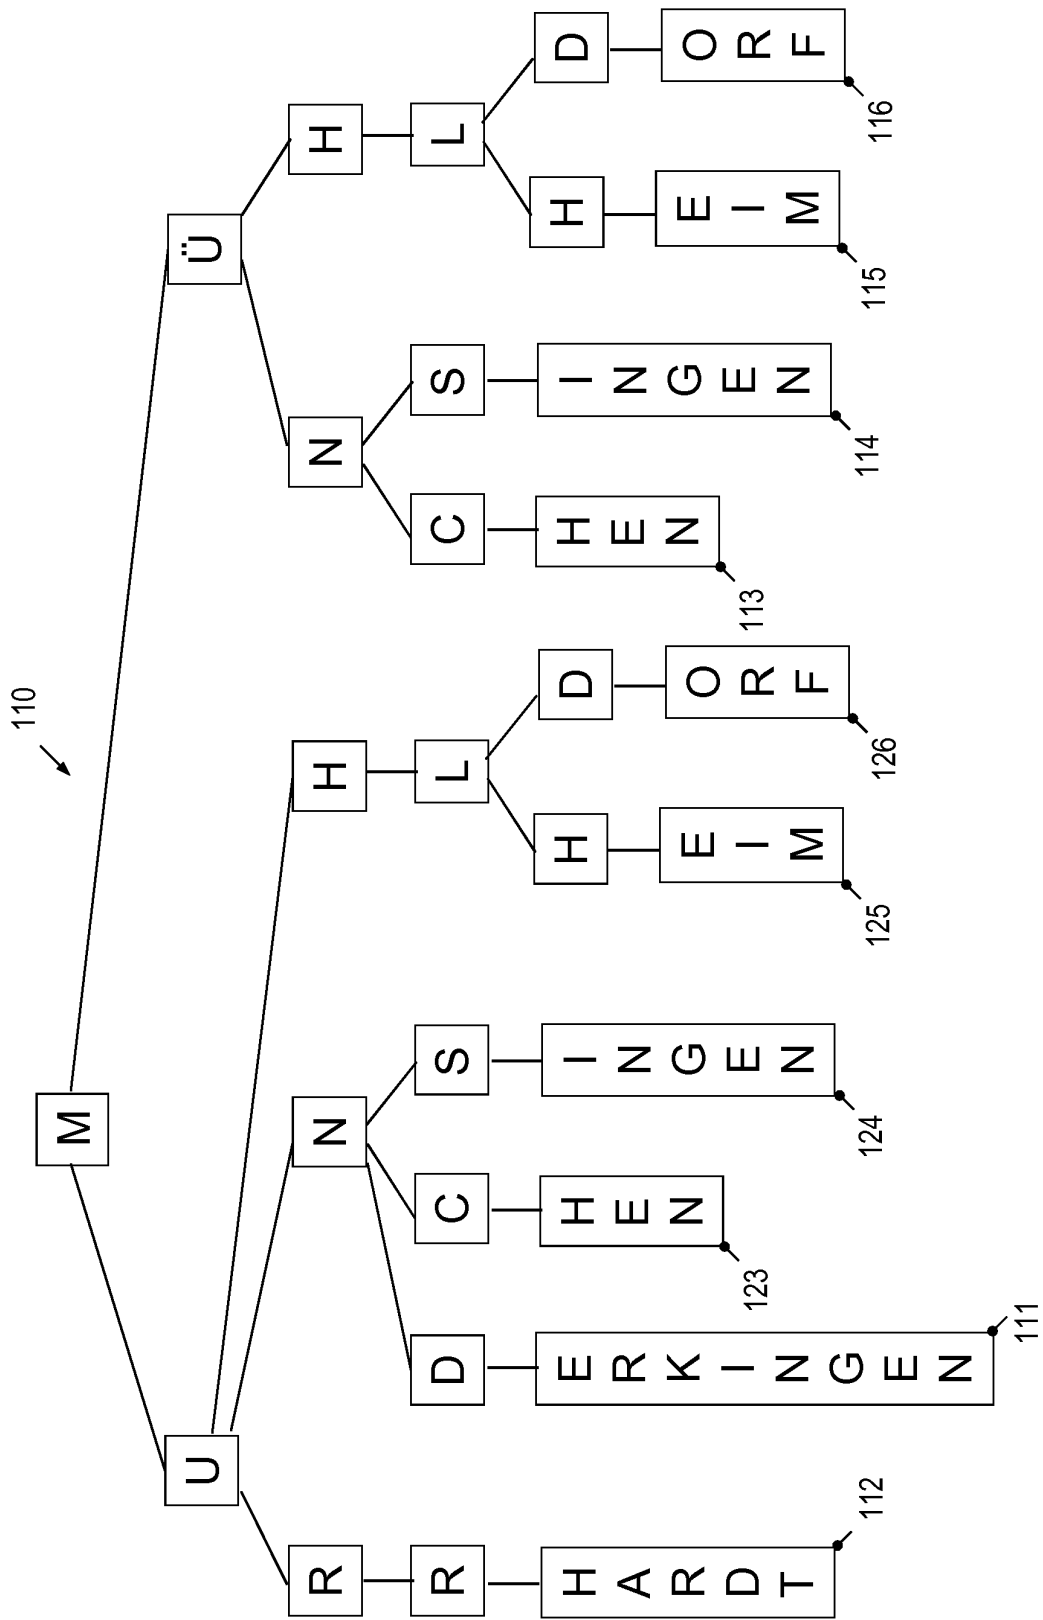 110
M
U Ü
R N H N H
R D C S L C S L
H D H D
HARDT ERKINGEN HEN INGEN EIM ORF HEN INGEN EIM ORF
112 111 123 124 125 126 113 114 115 116